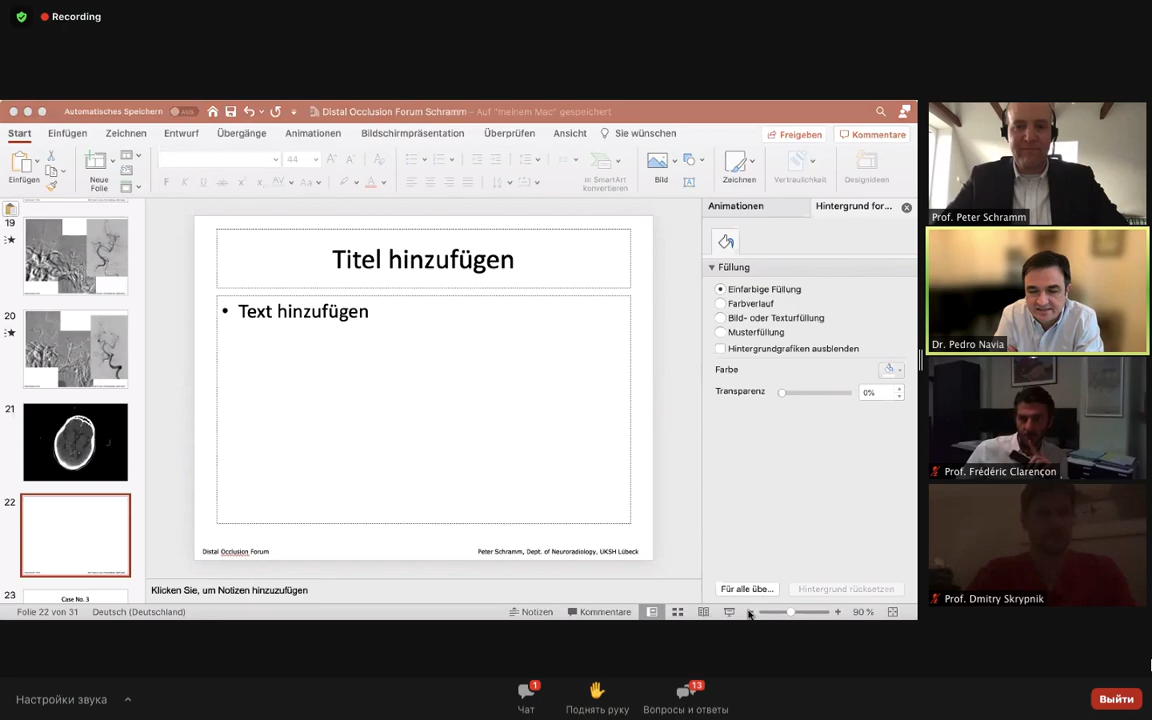 Recording
Automatisches Speichern
Distal Occlusion Forum Schramm – Auf "meinem Mac" gespeichert
Start Einfügen Zeichnen Entwurf Übergänge Animationen Bildschirmpräsentation Überprüfen Ansicht Sie wünschen
Freigeben Kommentare
Einfügen
Neue Folie
44
SmartArt konvertieren
Bild
Zeichnen
Vertraulichkeit
Designideen
19
20
21
22
23
Case No. 3
Titel hinzufügen
• Text hinzufügen
Distal Occlusion Forum
Peter Schramm, Dept. of Neuroradiology, UKSH Lübeck
Klicken Sie, um Notizen hinzuzufügen
Animationen Hintergrund for...
Füllung
Einfarbige Füllung
Farbverlauf
Bild- oder Texturfüllung
Musterfüllung
Hintergrundgrafiken ausblenden
Farbe
Transparenz 0%
Für alle übe... Hintergrund rücksetzen
Folie 22 von 31 Deutsch (Deutschland) Notizen Kommentare 90 %
Prof. Peter Schramm
Dr. Pedro Navia
Prof. Frédéric Clarençon
Prof. Dmitry Skrypnik
Настройки звука
1
Чат
Поднять руку
13
Вопросы и ответы
Выйти